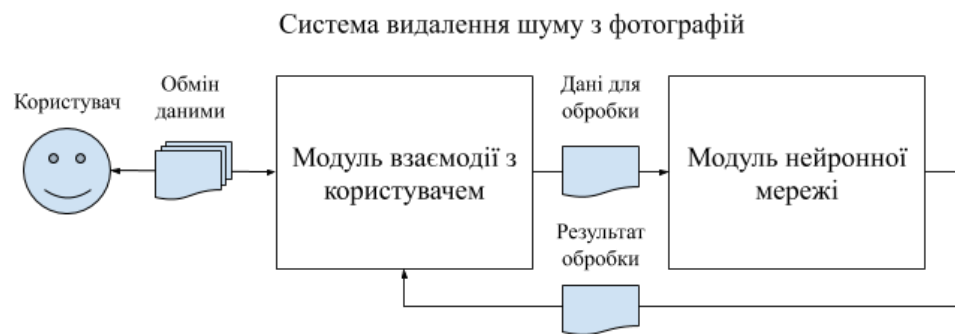 Система видалення шуму з фотографій
Користувач
Обмін
даними
Модуль взаємодії з
користувачем
Дані для
обробки
Модуль нейронної
мережі
Результат
обробки